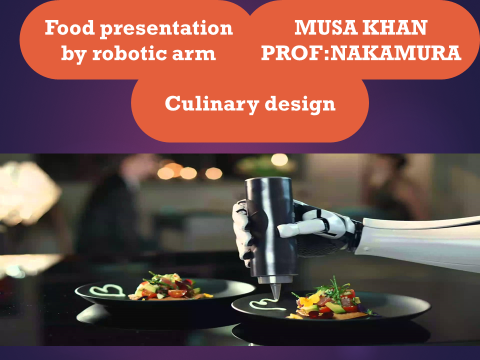 Food presentation
by robotic arm
MUSA KHAN
PROF:NAKAMURA
Culinary design